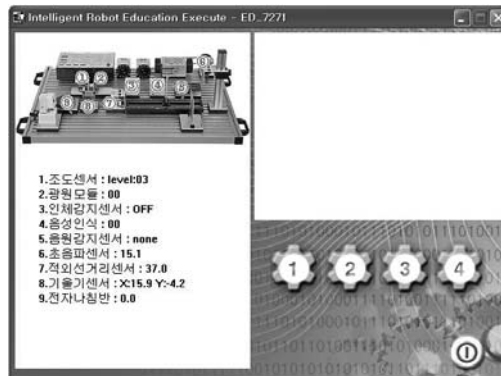 Intelligent Robot Education Execute - ED_7271
1.조도센서 : level:03
2.광원모듈 : 00
3.인체감지센서 : OFF
4.음성인식 : 00
5.음원감지센서 : none
6.초음파센서 : 15.1
7.적외선거리센서 : 37.0
8.기울기센서 : X:15.9 Y:-4.2
9.전자나침반 : 0.0
1 2 3 4